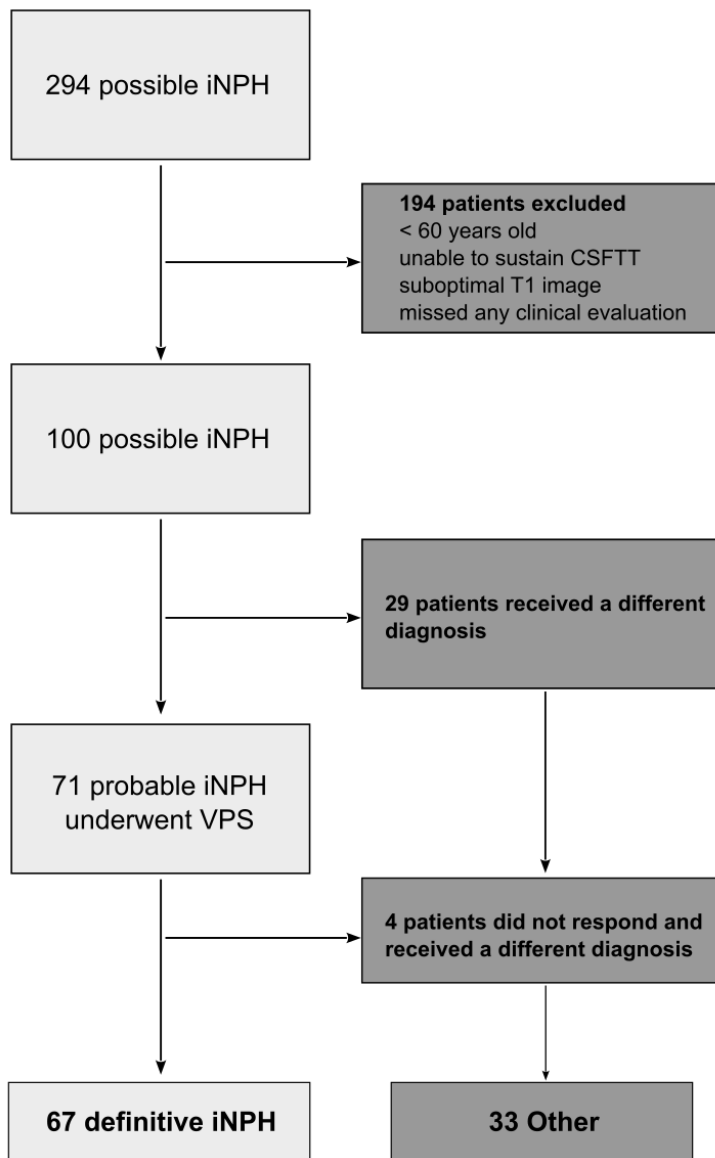 294 possible iNPH
194 patients excluded
< 60 years old
unable to sustain CSFTT
suboptimal T1 image
missed any clinical evaluation
100 possible iNPH
29 patients received a different
diagnosis
71 probable iNPH
underwent VPS
4 patients did not respond and
received a different diagnosis
67 definitive iNPH
33 Other